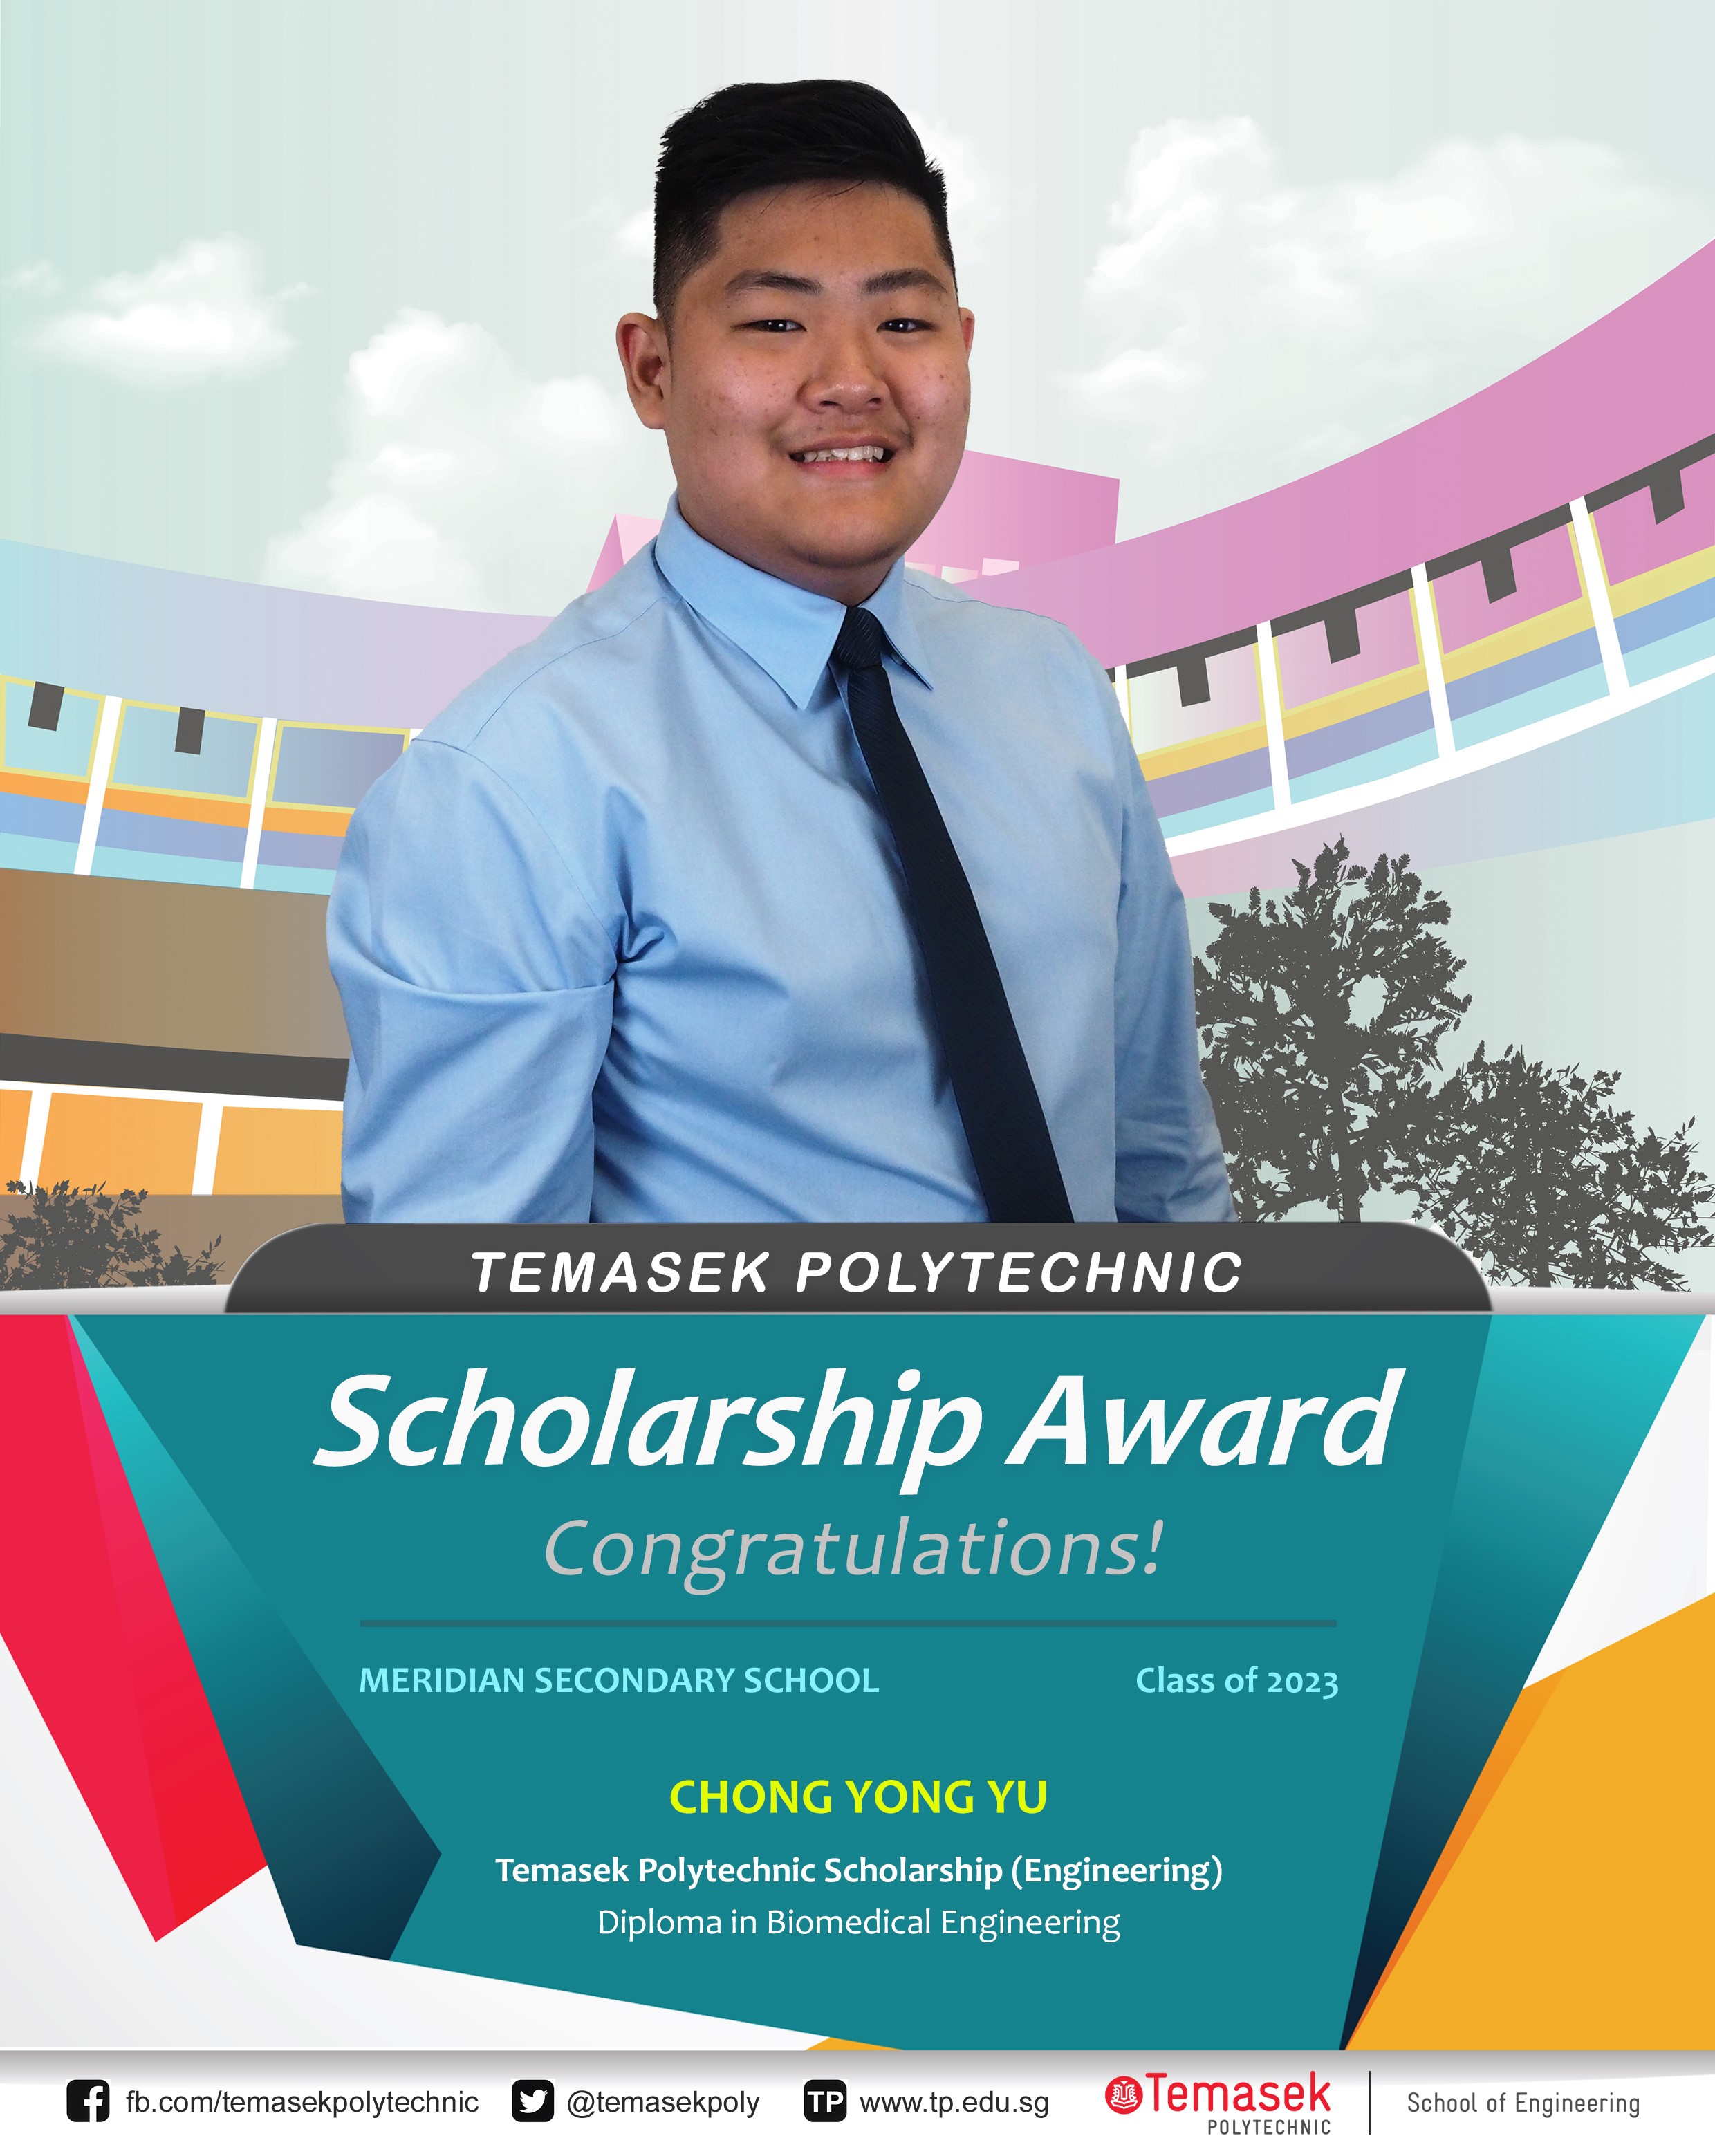 TEMASEK POLYTECHNIC
Scholarship Award
Congratulations!
MERIDIAN SECONDARY SCHOOL Class of 2023
CHONG YONG YU
Temasek Polytechnic Scholarship (Engineering)
Diploma in Biomedical Engineering
fb.com/temasekpolytechnic @temasekpoly TP www.tp.edu.sg Temasek POLYTECHNIC School of Engineering